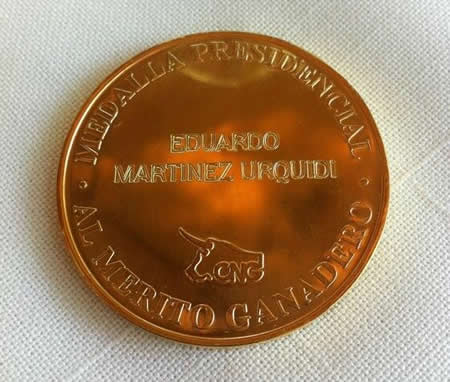 MEDALLA PRESIDENCIAL
EDUARDO
MARTINEZ URQUIDI
CNG
· AL MERITO GANADERO ·